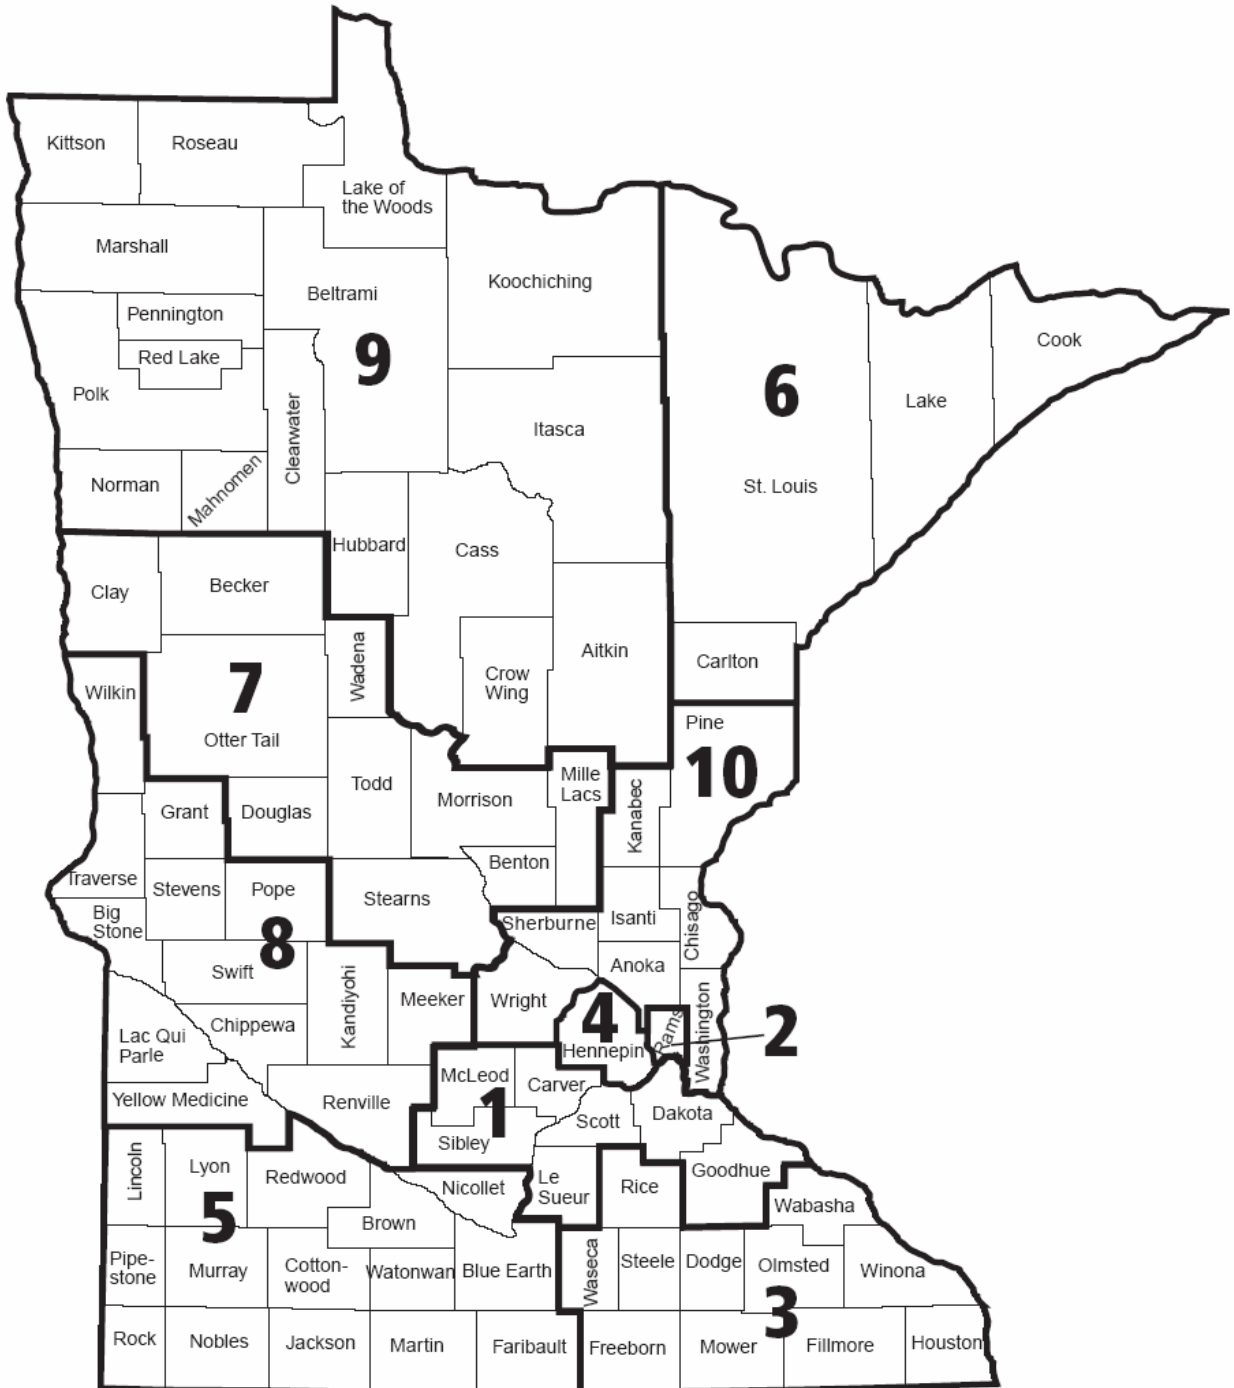 Kittson
Roseau
Lake of
the Woods
Marshall
Koochiching
Beltrami
Pennington
Cook
Red Lake
9
6
Polk
Lake
Itasca
Clearwater
Norman
Mahnomen
St. Louis
Hubbard
Cass
Becker
Clay
Aitkin
Carlton
Wadena
Wilkin
7
Crow
Wing
Pine
Otter Tail
10
Mille
Lacs
Todd
Morrison
Grant
Douglas
Kanabec
Benton
Traverse
Stevens
Pope
Stearns
Big
Stone
Sherburne
Isanti
Chisago
8
Swift
Anoka
Kandiyohi
Meeker
Wright
4
Chippewa
Washington
2
Rams
Lac Qui
Parle
Hennepin
McLeod
Carver
Yellow Medicine
Renville
1
Scott
Dakota
Sibley
Lincoln
Lyon
Redwood
Nicollet
Le
Sueur
Rice
Goodhue
Wabasha
5
Brown
Pipe-
stone
Murray
Cotton-
wood
Watonwan
Blue Earth
Waseca
Steele
Dodge
Olmsted
Winona
3
Rock
Nobles
Jackson
Martin
Faribault
Freeborn
Mower
Fillmore
Houston